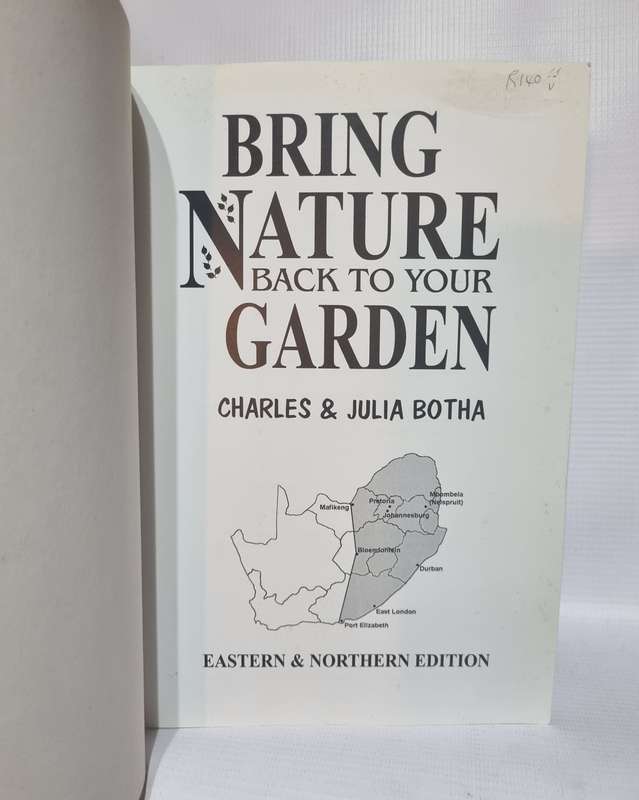 R140
BRING
NATURE
BACK TO YOUR
GARDEN
CHARLES & JULIA BOTHA
Mafikeng
Pretoria
Mbombela
(Nelspruit)
Johannesburg
Bloemfontein
Durban
East London
Port Elizabeth
EASTERN & NORTHERN EDITION